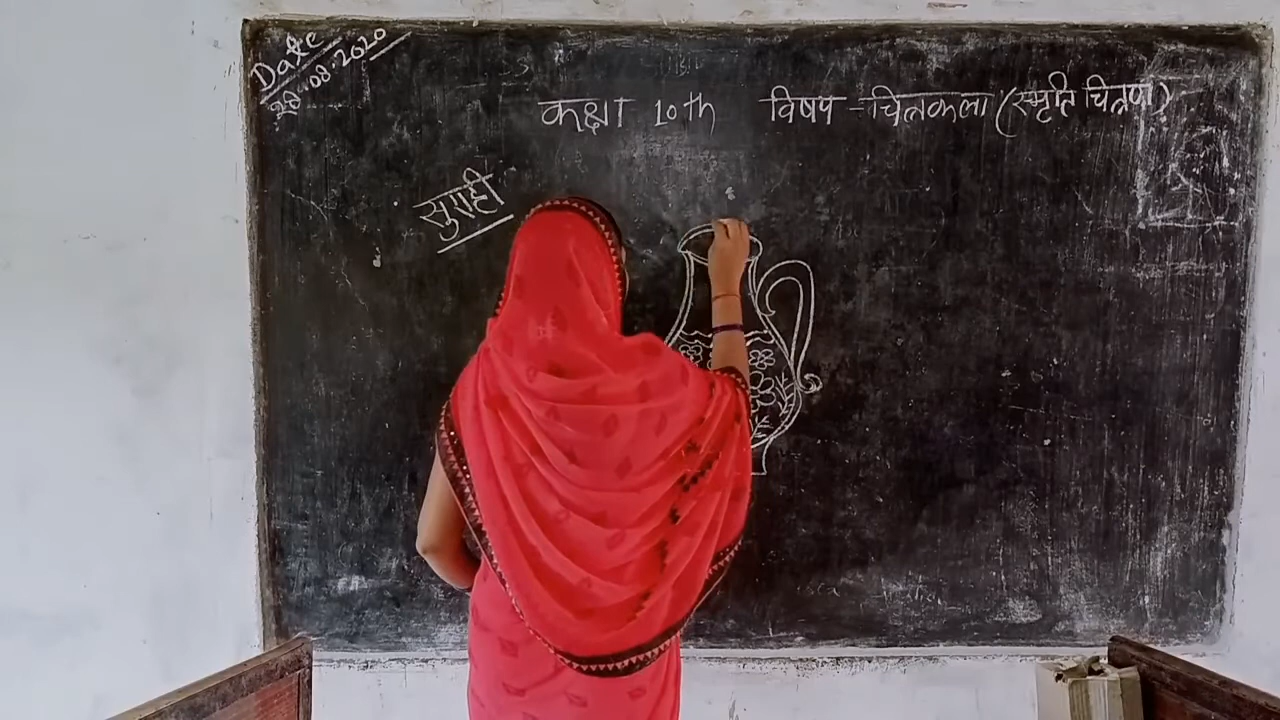 Date
08.2020
कक्षा 10th विषय - चित्रकला (स्मृति चित्रण)
सुराही